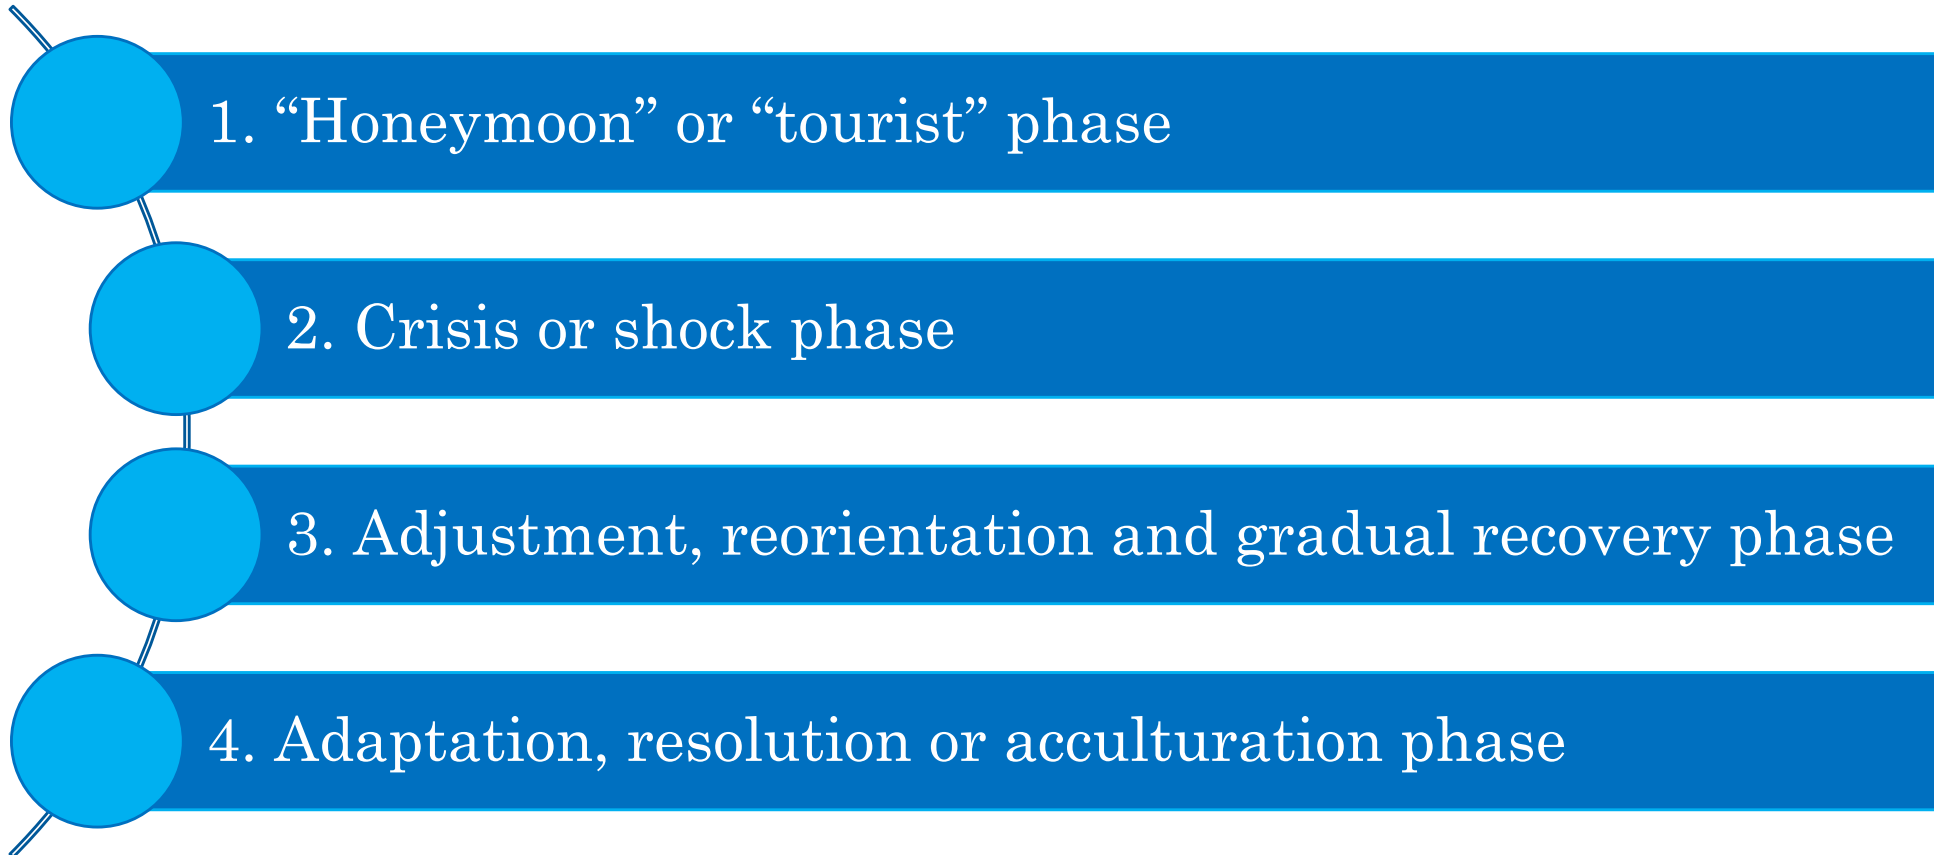 1. “Honeymoon” or “tourist” phase
2. Crisis or shock phase
3. Adjustment, reorientation and gradual recovery phase
4. Adaptation, resolution or acculturation phase